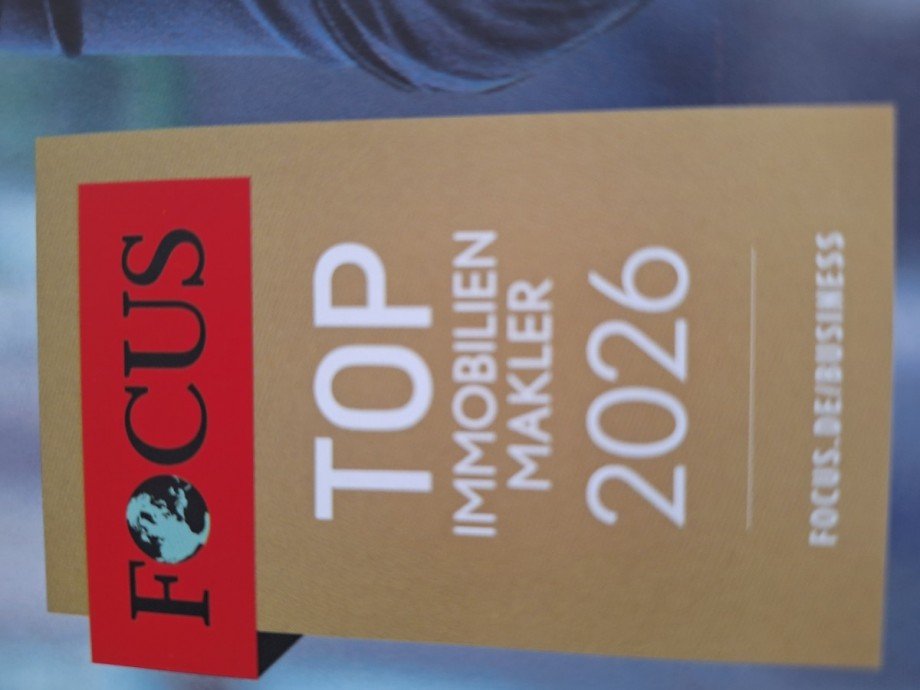 FOCUS
TOP
IMMOBILIEN
MAKLER
2026
FOCUS.DE/BUSINESS